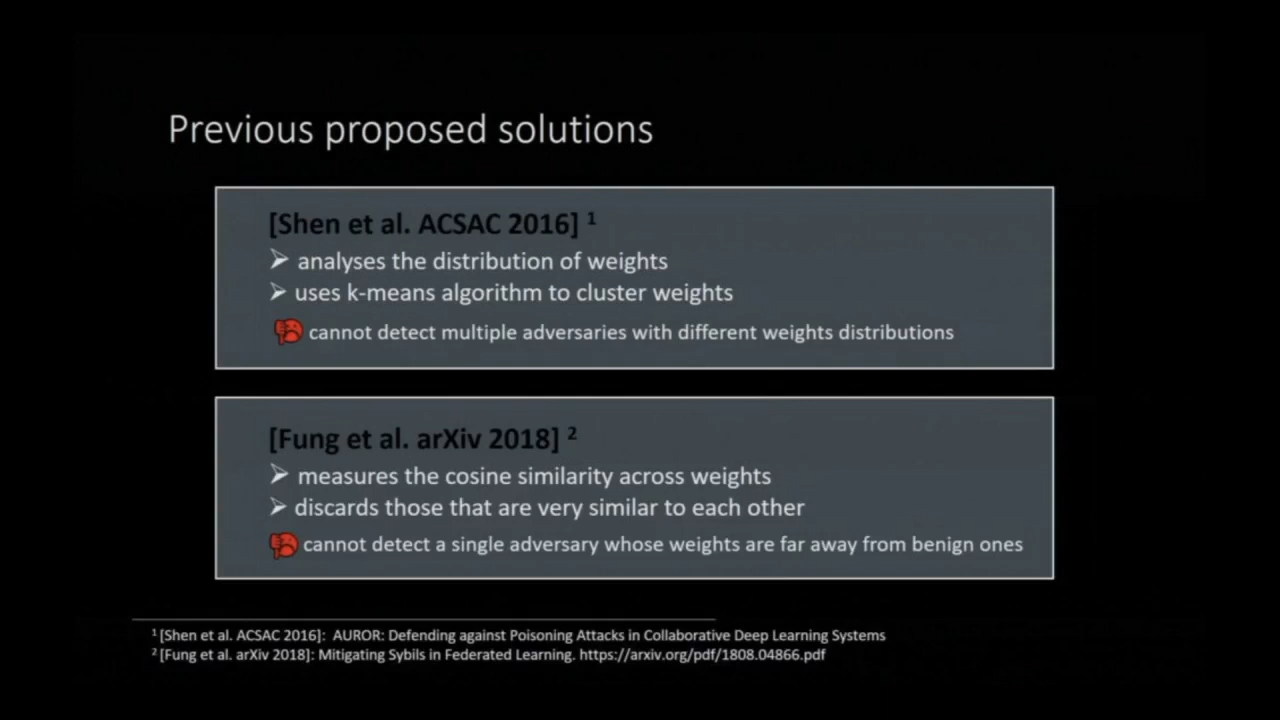 Previous proposed solutions
[Shen et al. ACSAC 2016] 1
➢ analyses the distribution of weights
➢ uses k-means algorithm to cluster weights
cannot detect multiple adversaries with different weights distributions
[Fung et al. arXiv 2018] 2
➢ measures the cosine similarity across weights
➢ discards those that are very similar to each other
cannot detect a single adversary whose weights are far away from benign ones
1 [Shen et al. ACSAC 2016]: AUROR: Defending against Poisoning Attacks in Collaborative Deep Learning Systems
2 [Fung et al. arXiv 2018]: Mitigating Sybils in Federated Learning. https://arxiv.org/pdf/1808.04866.pdf